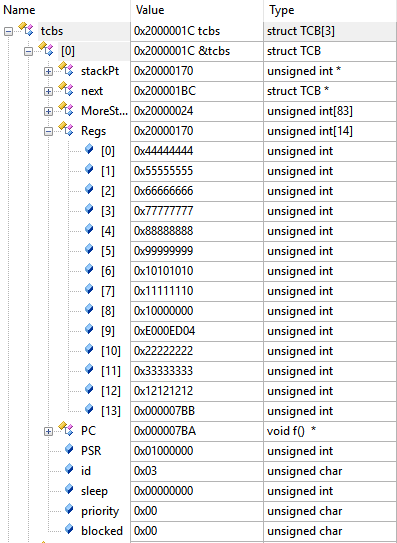 Name Value Type
tcbs 0x2000001C tcbs struct TCB[3]
[0] 0x2000001C &tcbs struct TCB
stackPt 0x20000170 unsigned int *
next 0x200001BC struct TCB *
MoreSt... 0x20000024 unsigned int[83]
Regs 0x20000170 unsigned int[14]
[0] 0x44444444 unsigned int
[1] 0x55555555 unsigned int
[2] 0x66666666 unsigned int
[3] 0x77777777 unsigned int
[4] 0x88888888 unsigned int
[5] 0x99999999 unsigned int
[6] 0x10101010 unsigned int
[7] 0x11111110 unsigned int
[8] 0x10000000 unsigned int
[9] 0xE000ED04 unsigned int
[10] 0x22222222 unsigned int
[11] 0x33333333 unsigned int
[12] 0x12121212 unsigned int
[13] 0x000007BB unsigned int
PC 0x000007BA void f() *
PSR 0x01000000 unsigned int
id 0x03 unsigned char
sleep 0x00000000 unsigned int
priority 0x00 unsigned char
blocked 0x00 unsigned char